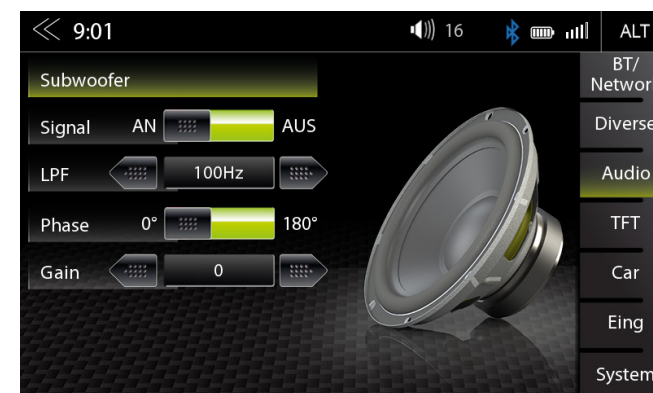 9:01
16
ALT
BT/
Networ
Subwoofer
Diverse
Signal AN AUS
LPF 100Hz
Audio
Phase 0° 180°
TFT
Gain 0
Car
Eing
System